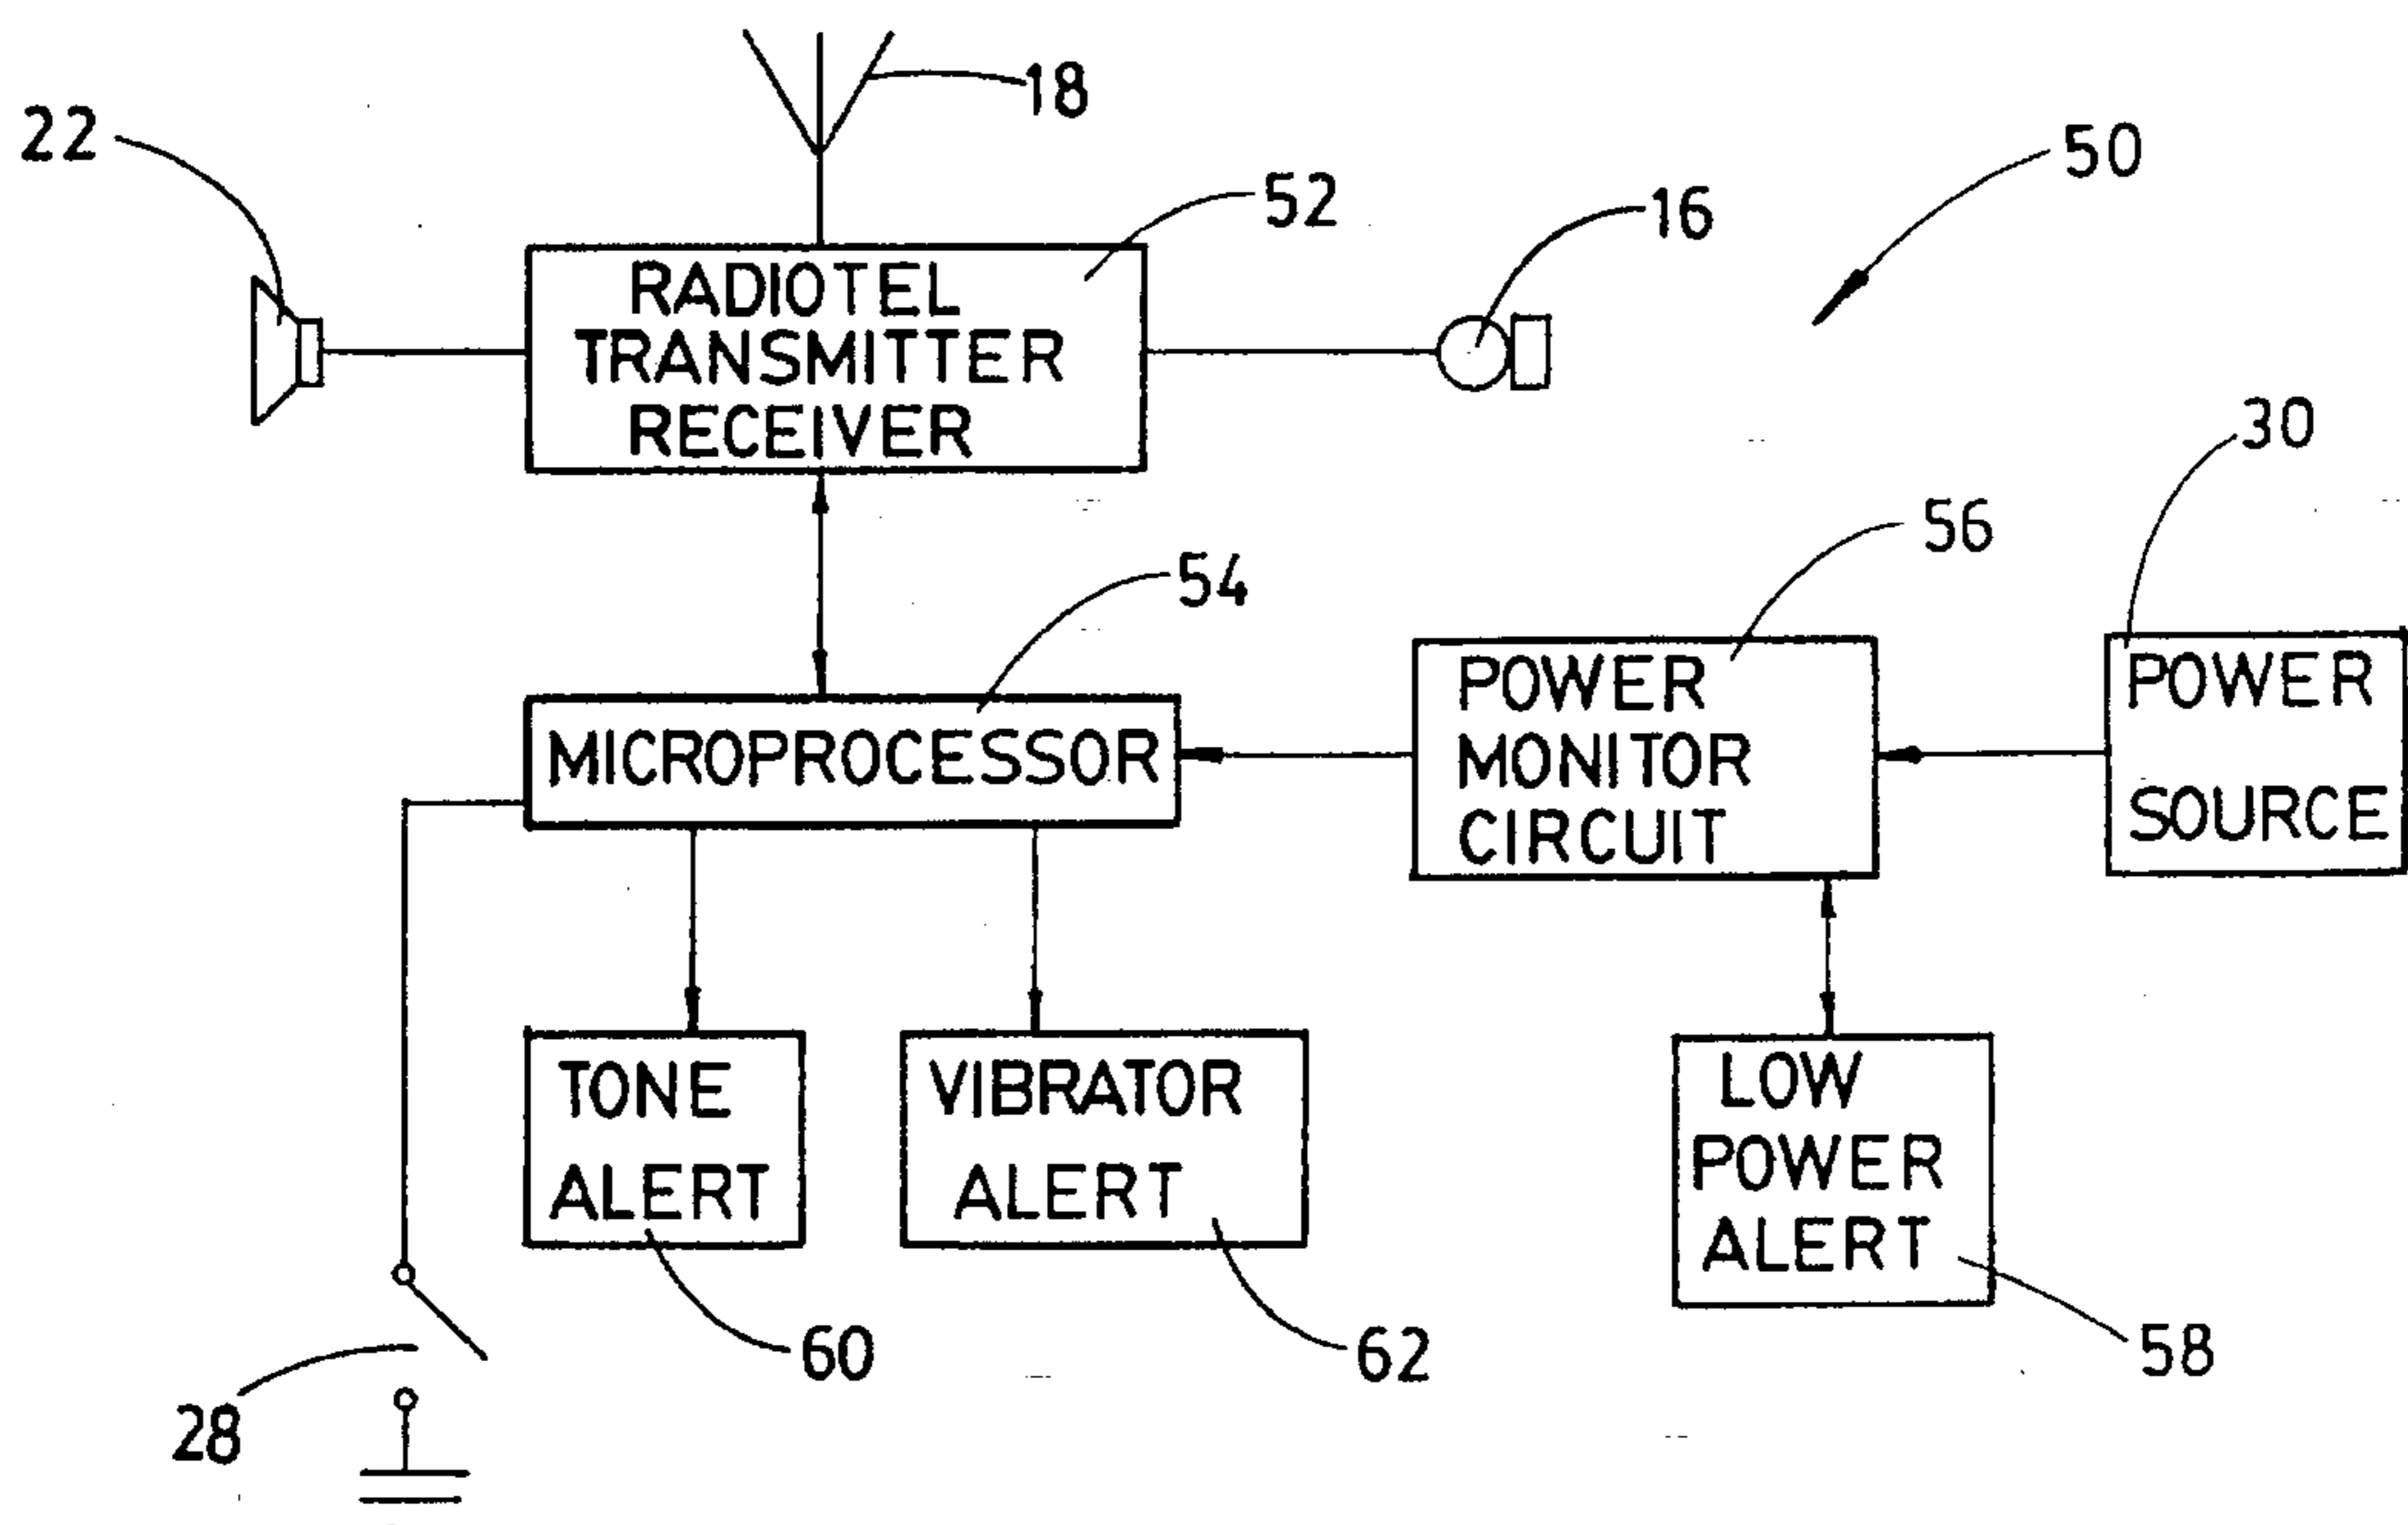 18
22
50
52
16
RADIOTEL
TRANSMITTER
RECEIVER
30
56
54
POWER
MONITOR
CIRCUIT
POWER
SOURCE
MICROPROCESSOR
TONE
ALERT
VIBRATOR
ALERT
LOW
POWER
ALERT
60
62
58
28